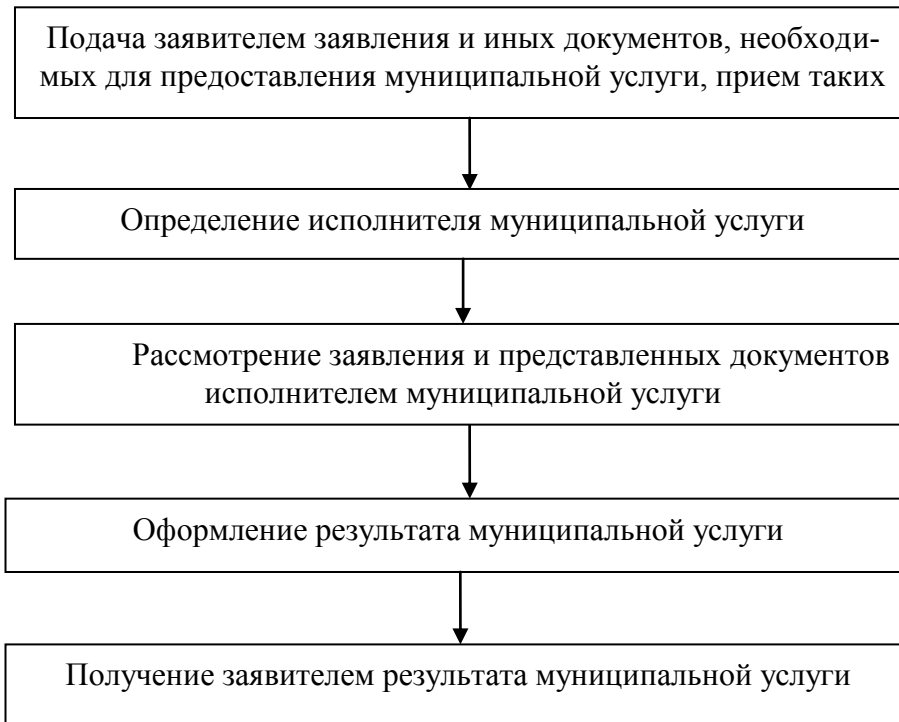 Подача заявителем заявления и иных документов, необходи-
мых для предоставления муниципальной услуги, прием таких
Определение исполнителя муниципальной услуги
Рассмотрение заявления и представленных документов
исполнителем муниципальной услуги
Оформление результата муниципальной услуги
Получение заявителем результата муниципальной услуги